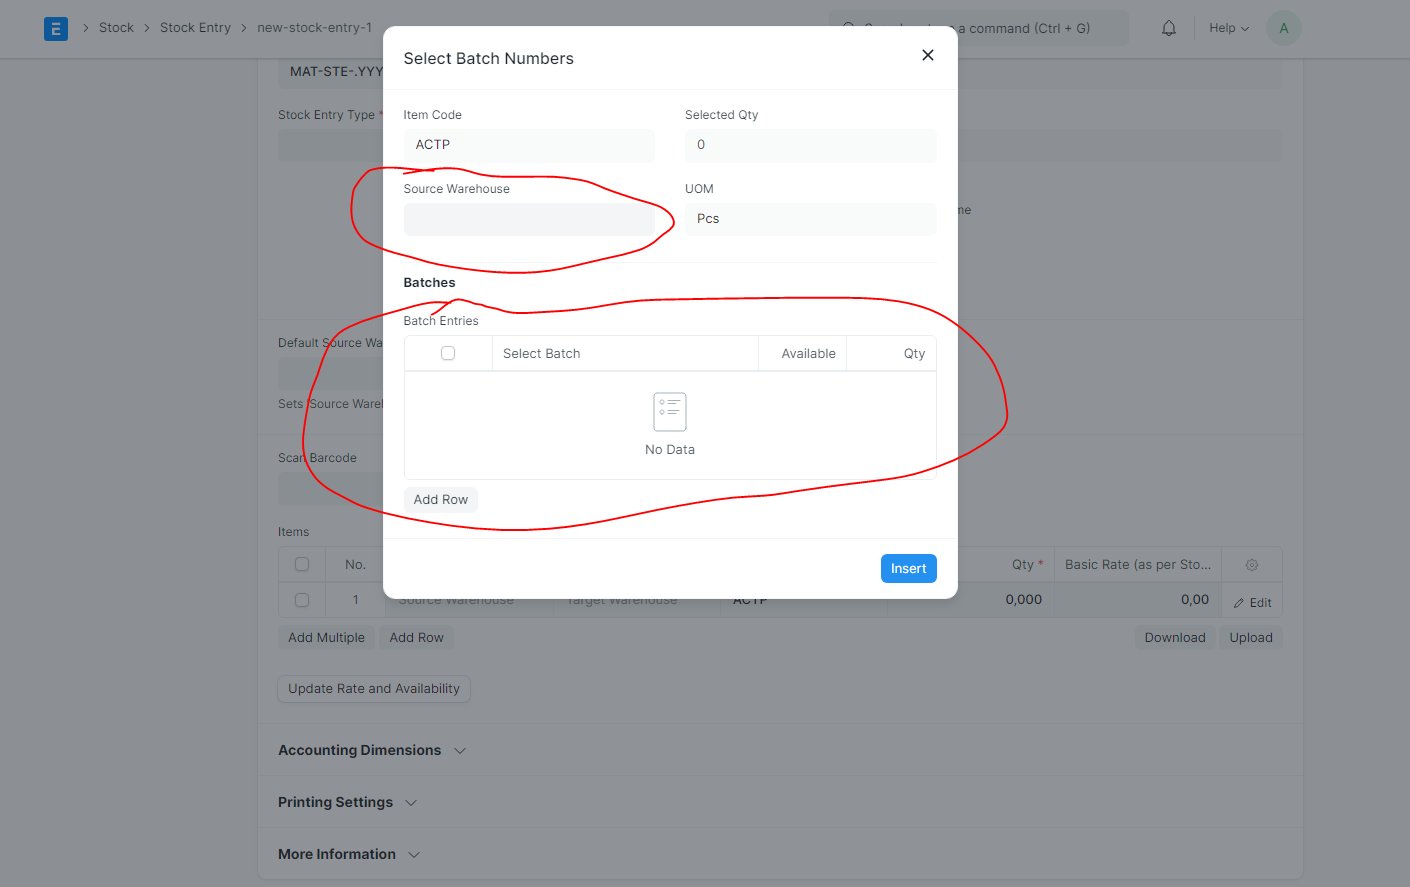 E > Stock > Stock Entry > new-stock-entry-1
a command (Ctrl + G)
Help
A
MAT-STE-.YYY
Stock Entry Type *
me
Default Source Wa
Sets 'Source Wareh
Scan Barcode
Select Batch Numbers
Item Code
Selected Qty
ACTP
0
Source Warehouse
UOM
Pcs
Batches
Batch Entries
Select Batch
Available
Qty
No Data
Add Row
Insert
Items
No.
Qty *
Basic Rate (as per Sto...
1
Source Warehouse
Target Warehouse
ACTP
0,000
0,00
Edit
Add Multiple
Add Row
Download
Upload
Update Rate and Availability
Accounting Dimensions
Printing Settings
More Information